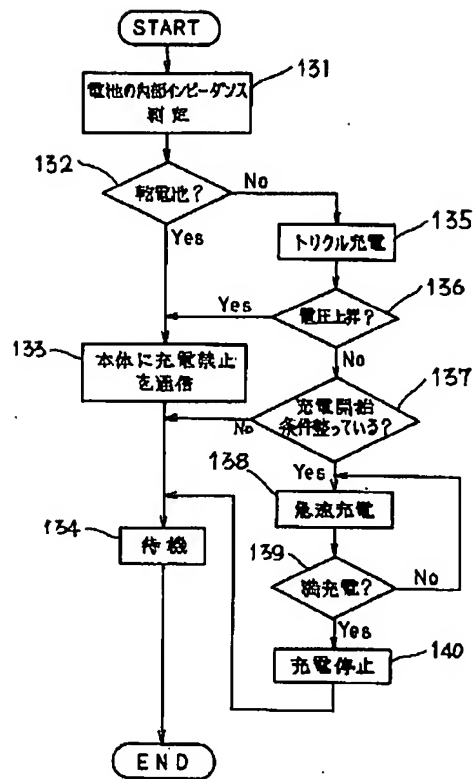 START
131
電池の内部インピーダンス
判定
132
乾電池?
No
Yes
135
トリクル充電
136
電圧上昇?
Yes
No
133
本体に充電禁止
を通信
137
充電開始
条件整っている?
No
Yes
138
急速充電
134
待機
139
満充電?
No
Yes
140
充電停止
END